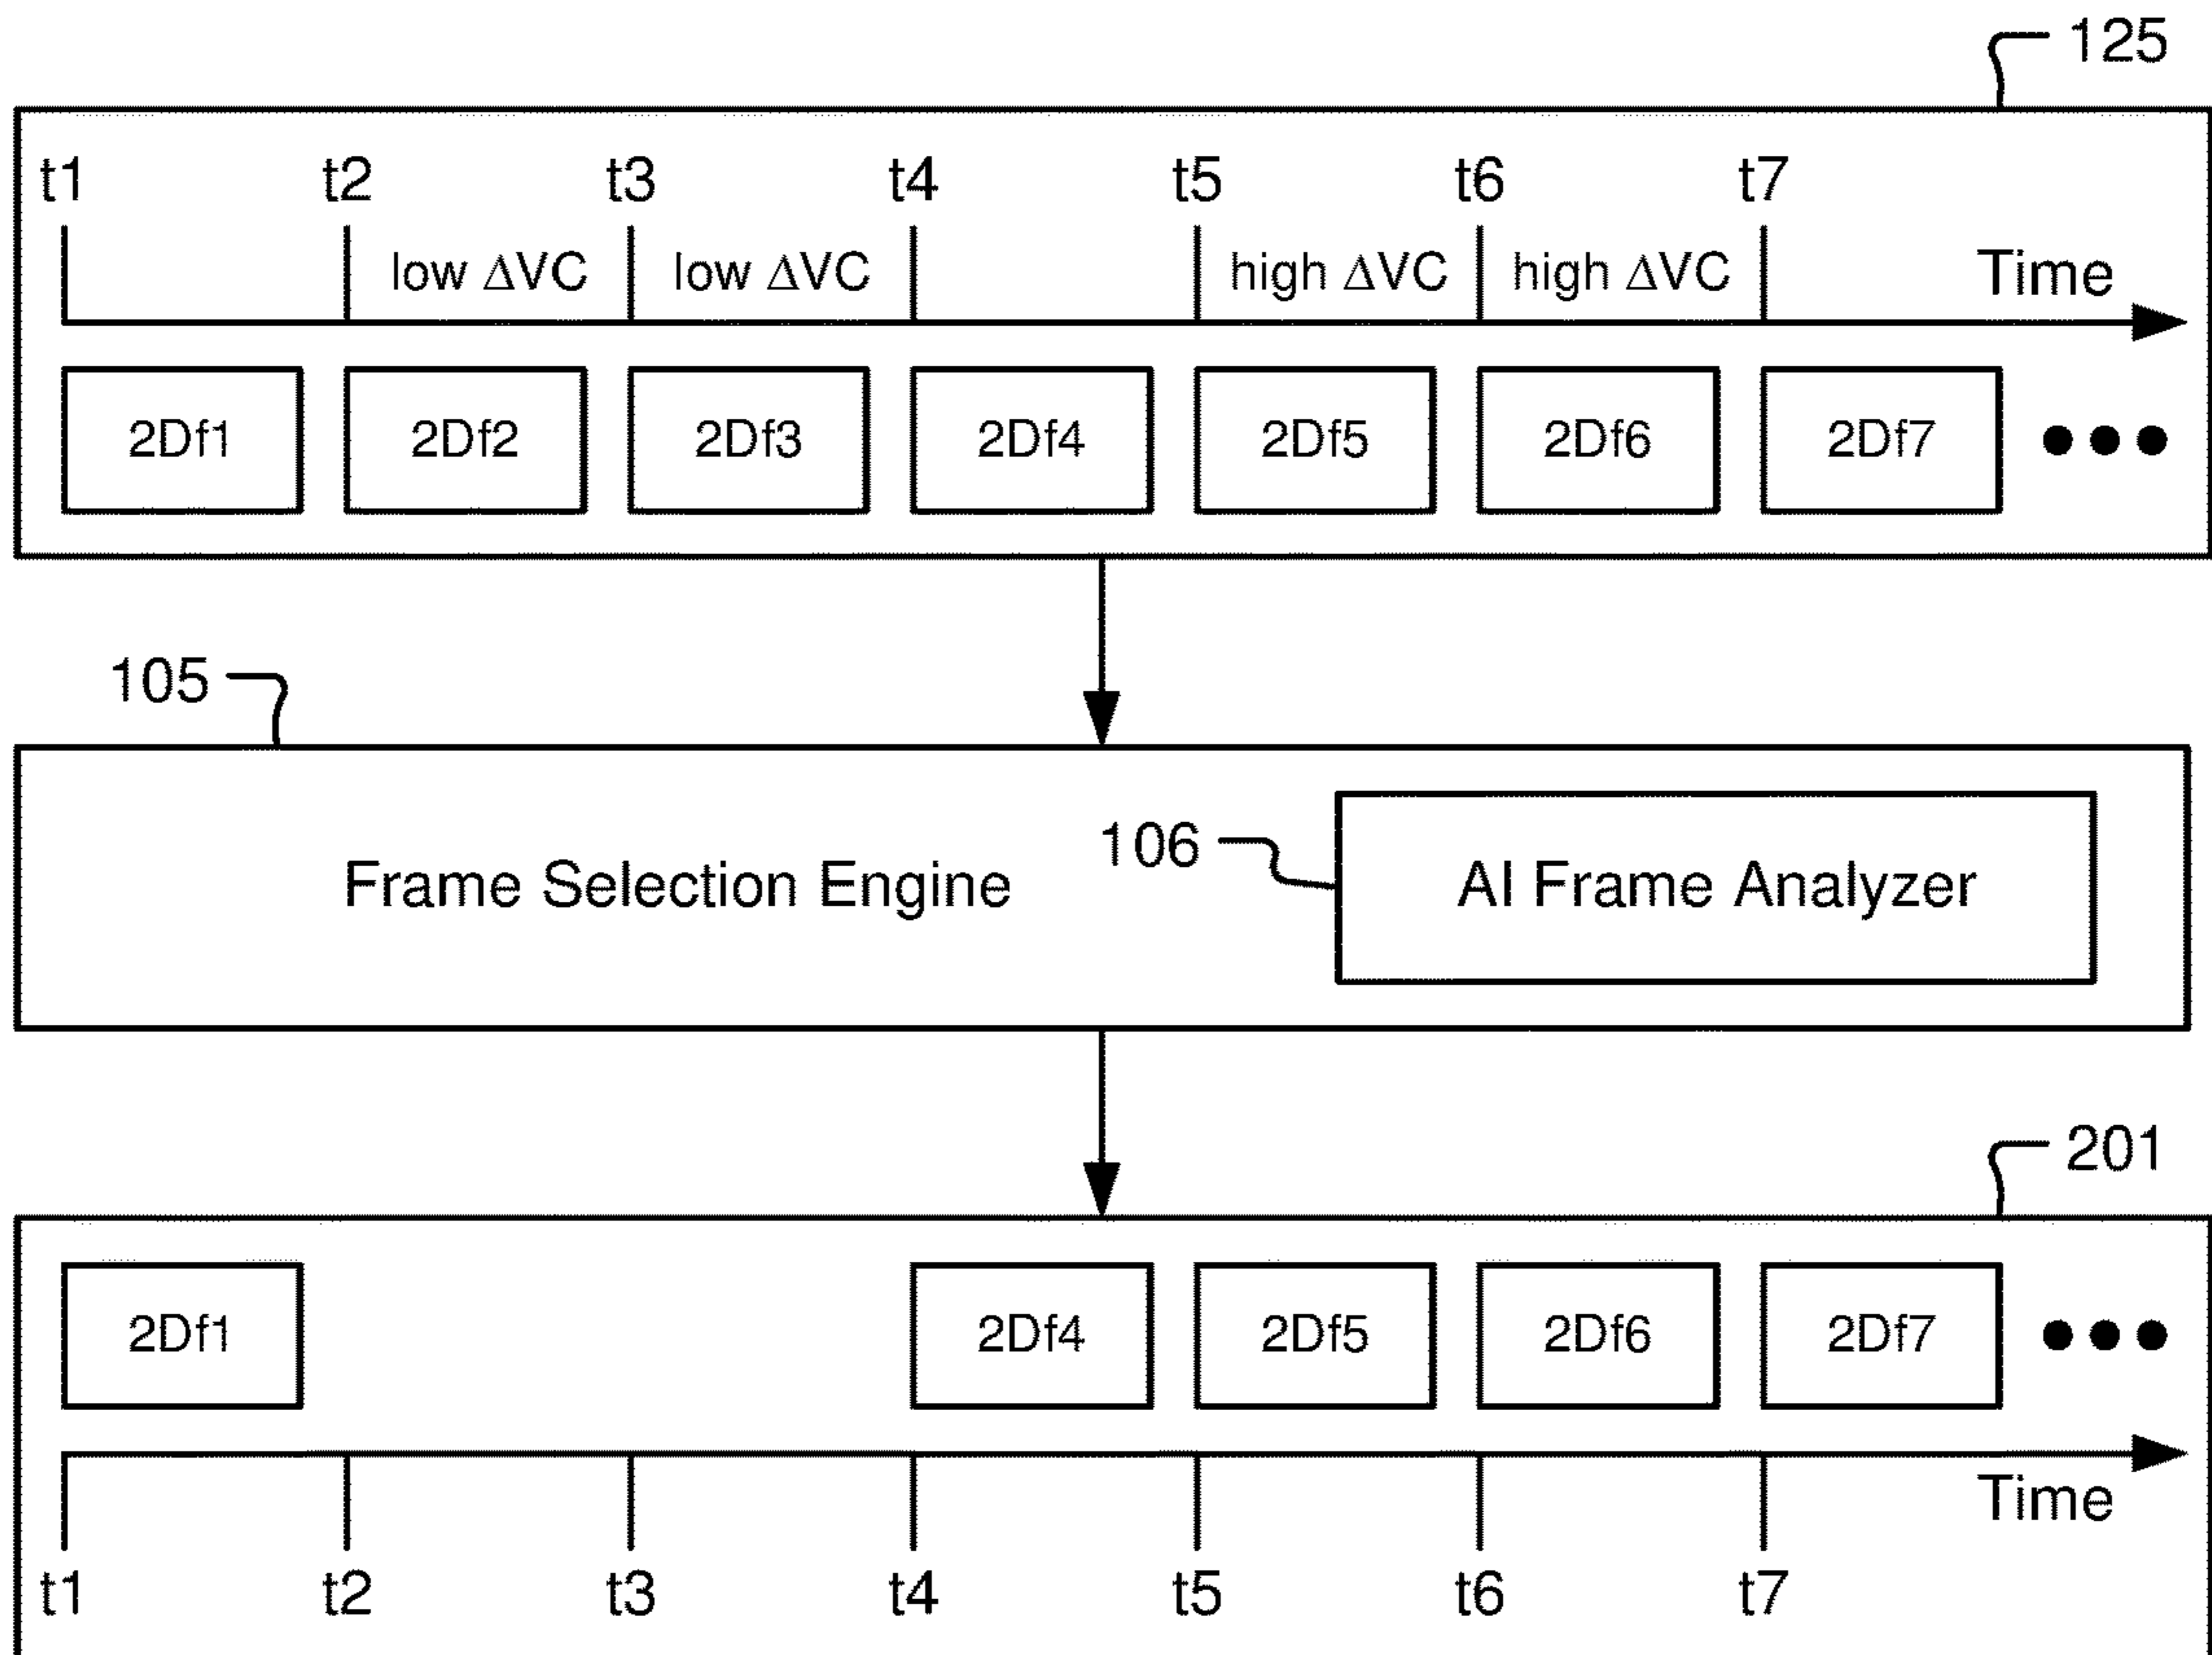 125
t1 t2 t3 t4 t5 t6 t7
low ΔVC low ΔVC high ΔVC high ΔVC Time
2Df1 2Df2 2Df3 2Df4 2Df5 2Df6 2Df7
105
106
Frame Selection Engine AI Frame Analyzer
201
2Df1 2Df4 2Df5 2Df6 2Df7
Time
t1 t2 t3 t4 t5 t6 t7